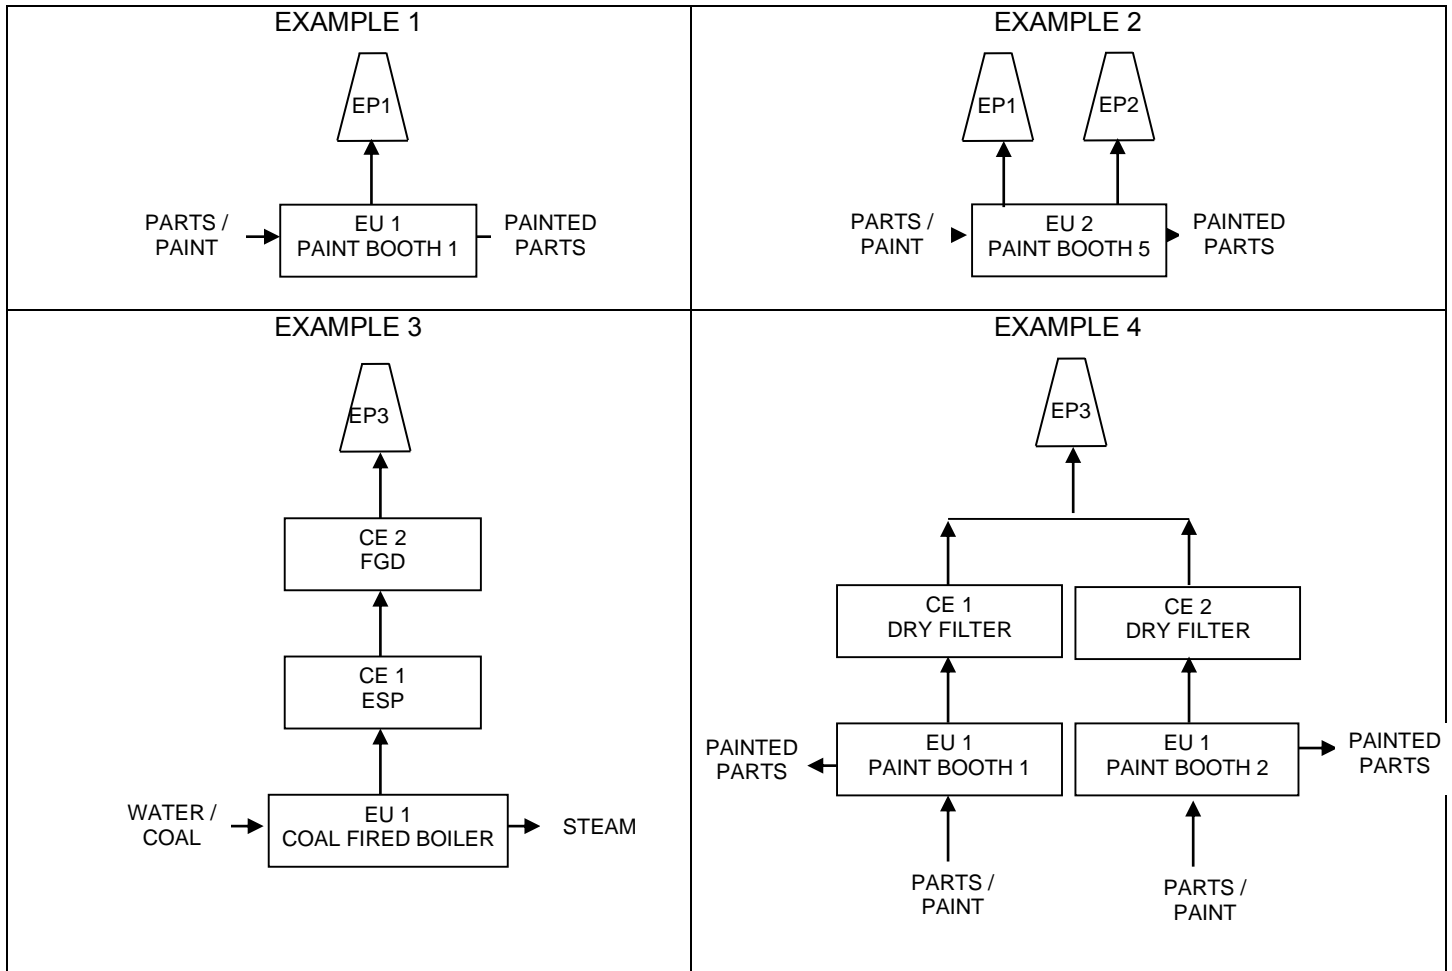 EXAMPLE 1
EP1
PARTS /
PAINT
EU 1
PAINT BOOTH 1
PAINTED
PARTS
EXAMPLE 2
EP1
EP2
PARTS /
PAINT
EU 2
PAINT BOOTH 5
PAINTED
PARTS
EXAMPLE 3
EP3
CE 2
FGD
CE 1
ESP
WATER /
COAL
EU 1
COAL FIRED BOILER
STEAM
EXAMPLE 4
EP3
CE 1
DRY FILTER
CE 2
DRY FILTER
PAINTED
PARTS
EU 1
PAINT BOOTH 1
EU 1
PAINT BOOTH 2
PAINTED
PARTS
PARTS /
PAINT
PARTS /
PAINT